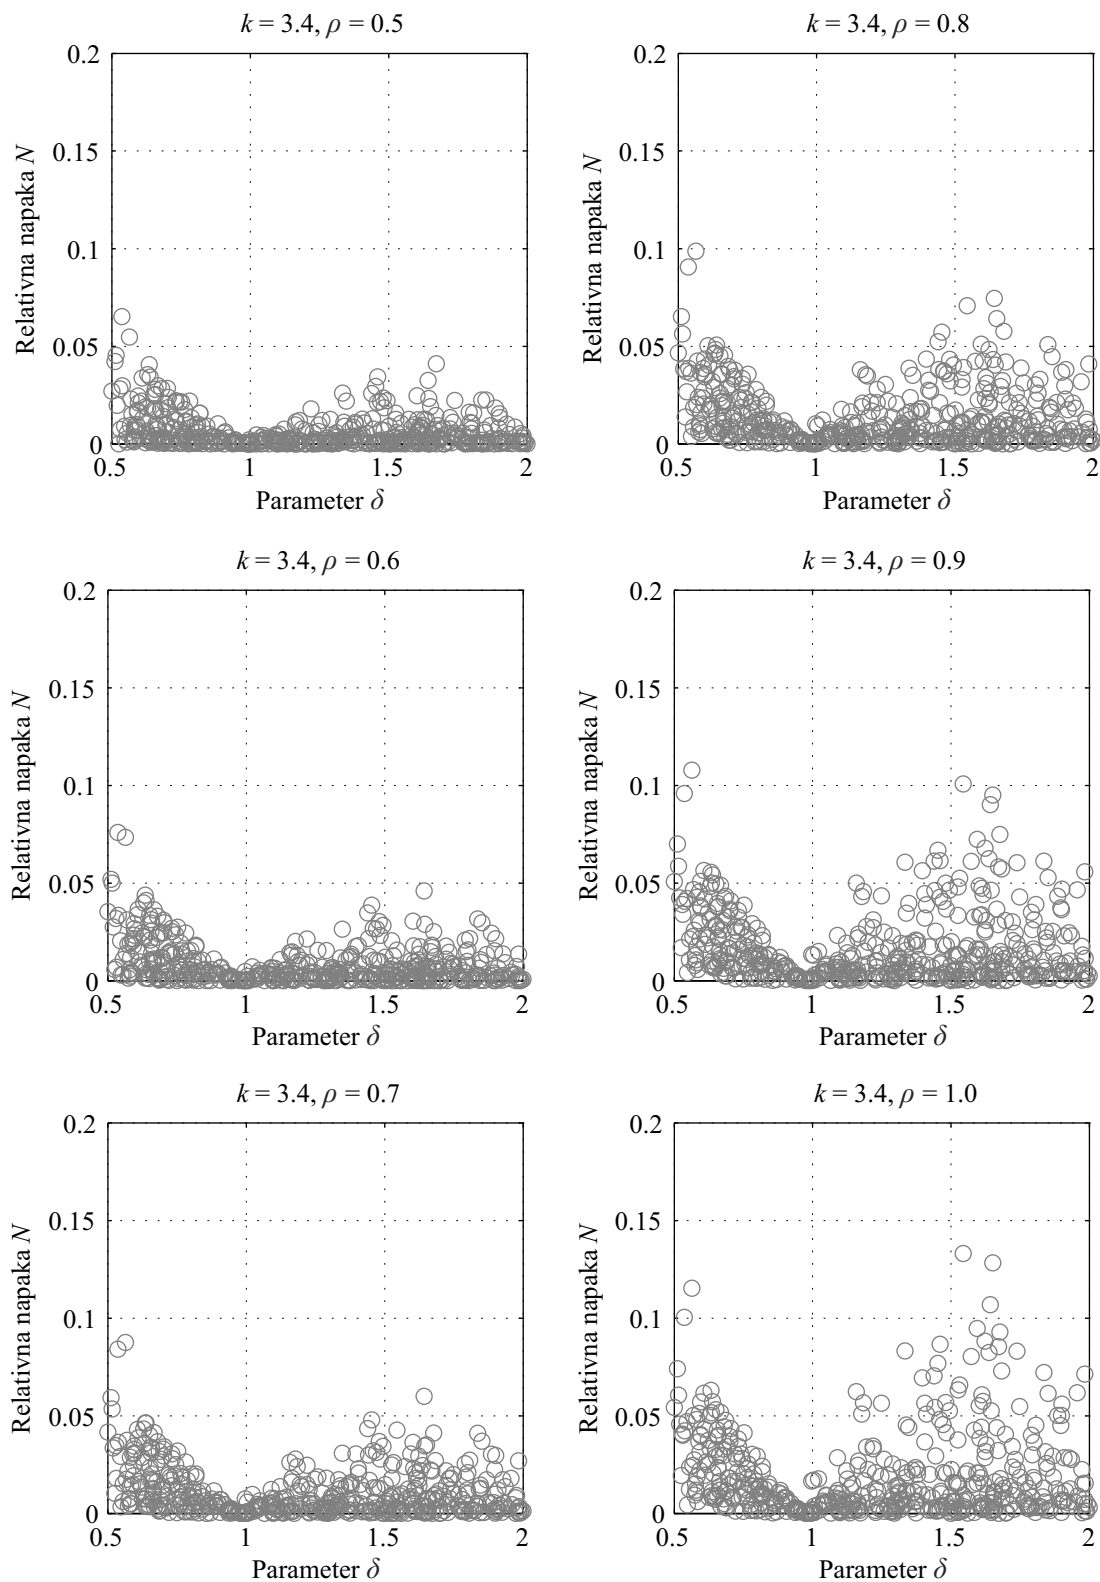 k = 3.4, ρ = 0.5
0.2
0.15
0.1
0.05
0
0.5 1 1.5 2
Relativna napaka N
Parameter δ
k = 3.4, ρ = 0.8
0.2
0.15
0.1
0.05
0
0.5 1 1.5 2
Relativna napaka N
Parameter δ
k = 3.4, ρ = 0.6
0.2
0.15
0.1
0.05
0
0.5 1 1.5 2
Relativna napaka N
Parameter δ
k = 3.4, ρ = 0.9
0.2
0.15
0.1
0.05
0
0.5 1 1.5 2
Relativna napaka N
Parameter δ
k = 3.4, ρ = 0.7
0.2
0.15
0.1
0.05
0
0.5 1 1.5 2
Relativna napaka N
Parameter δ
k = 3.4, ρ = 1.0
0.2
0.15
0.1
0.05
0
0.5 1 1.5 2
Relativna napaka N
Parameter δ